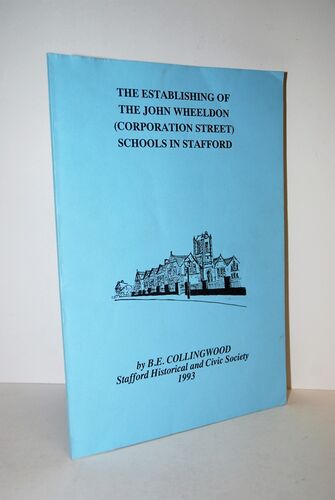 THE ESTABLISHING OF
THE JOHN WHEELDON
(CORPORATION STREET)
SCHOOLS IN STAFFORD
by B.E. COLLINGWOOD
Stafford Historical and Civic Society
1993